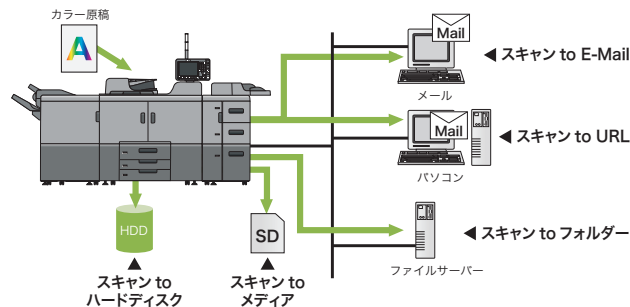 カラー原稿
A
Mail
◀ スキャン to E-Mail
メール
Mail
◀ スキャン to URL
パソコン
HDD
SD
◀ スキャン to フォルダー
ファイルサーバー
▲
スキャン to
ハードディスク
▲
スキャン to
メディア